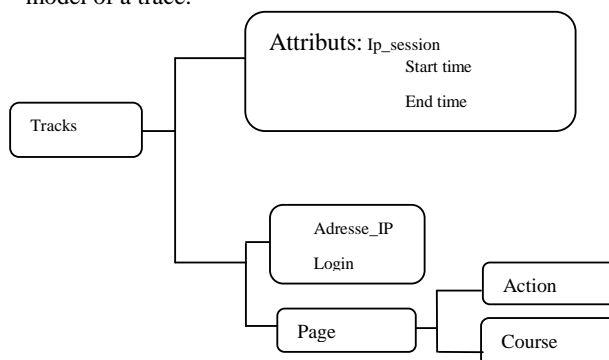 model of a trace.
Attributs: Ip_session
Start time
End time
Tracks
Adresse_IP
Login
Page
Action
Course